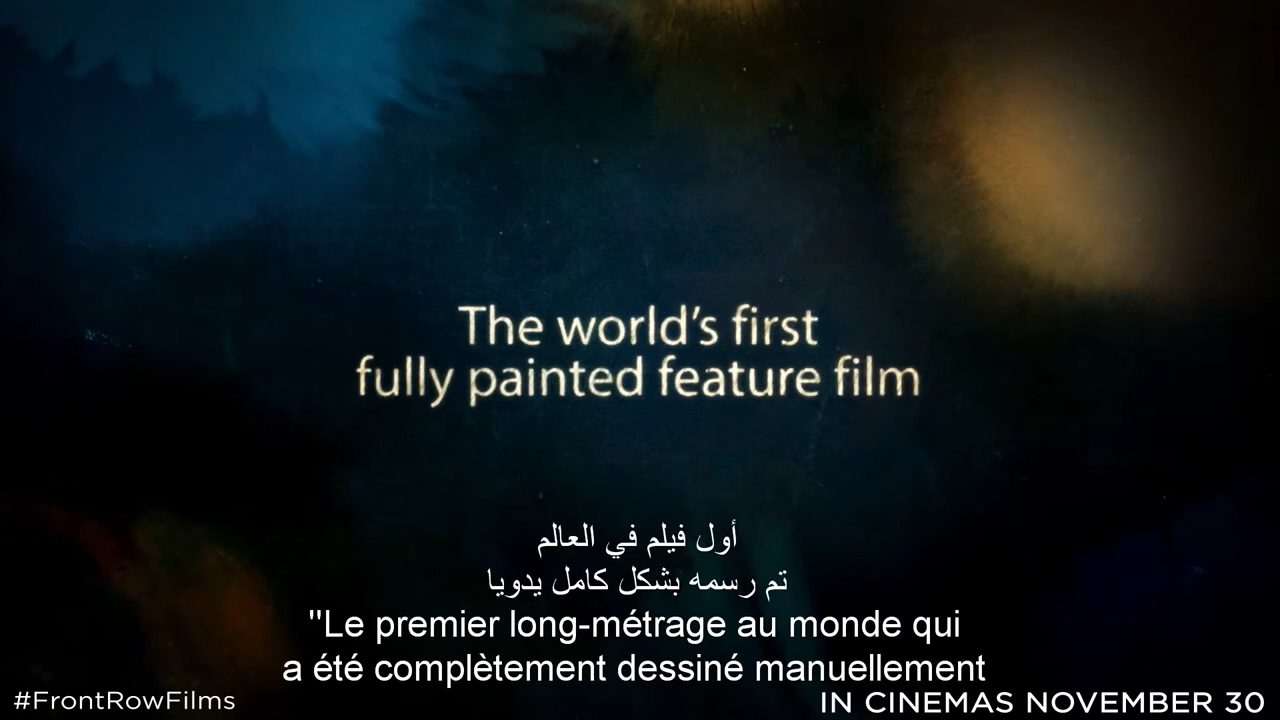 The world's first
fully painted feature film
أول فيلم في العالم
تم رسمه بشكل كامل يدويا
"Le premier long-métrage au monde qui
a été complètement dessiné manuellement
#FrontRowFilms
IN CINEMAS NOVEMBER 30